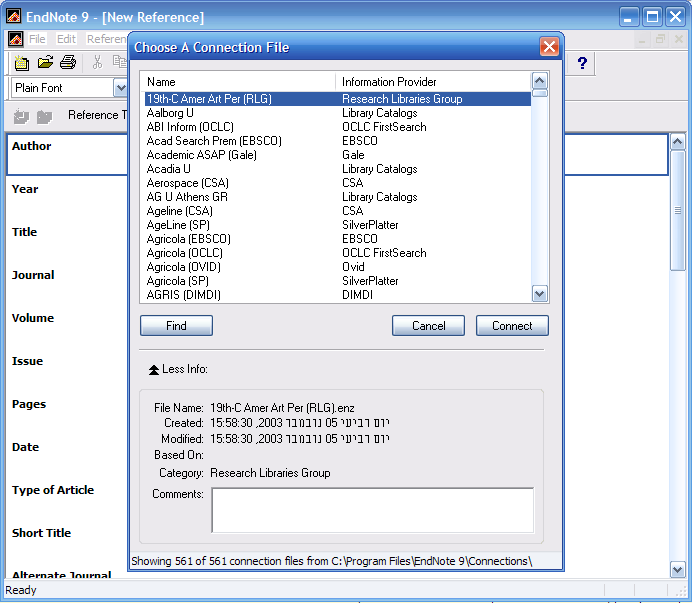 EndNote 9 - [New Reference]
File Edit Referen
Choose A Connection File
Plain Font
Reference T
?
Name Information Provider
19th-C Amer Art Per (RLG) Research Libraries Group
Aalborg U Library Catalogs
ABI Inform (OCLC) OCLC FirstSearch
Acad Search Prem (EBSCO) EBSCO
Academic ASAP (Gale) Gale
Acadia U Library Catalogs
Aerospace (CSA) CSA
AG U Athens GR Library Catalogs
Ageline (CSA) CSA
AgeLine (SP) SilverPlatter
Agricola (EBSCO) EBSCO
Agricola (OCLC) OCLC FirstSearch
Agricola (OVID) Ovid
Agricola (SP) SilverPlatter
AGRIS (DIMDI) DIMDI
Find Cancel Connect
Less Info:
File Name: 19th-C Amer Art Per (RLG).enz
Created: יום רביעי 05 נובמבר 2003, 15:58:30
Modified: יום רביעי 05 נובמבר 2003, 15:58:30
Based On:
Category: Research Libraries Group
Comments:
Showing 561 of 561 connection files from C:\Program Files\EndNote 9\Connections\
Author
Year
Title
Journal
Volume
Issue
Pages
Date
Type of Article
Short Title
Alternate Journal
Ready